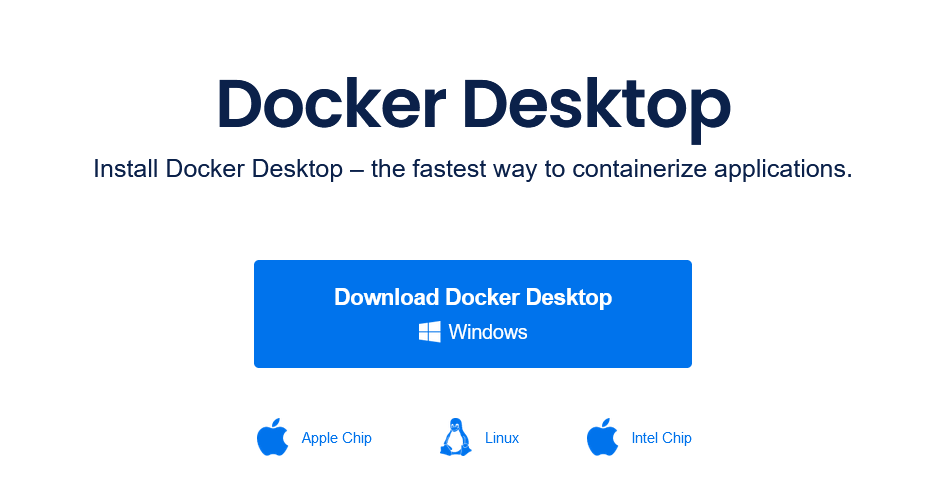 Docker Desktop
Install Docker Desktop – the fastest way to containerize applications.
Download Docker Desktop
Windows
Apple Chip
Linux
Intel Chip